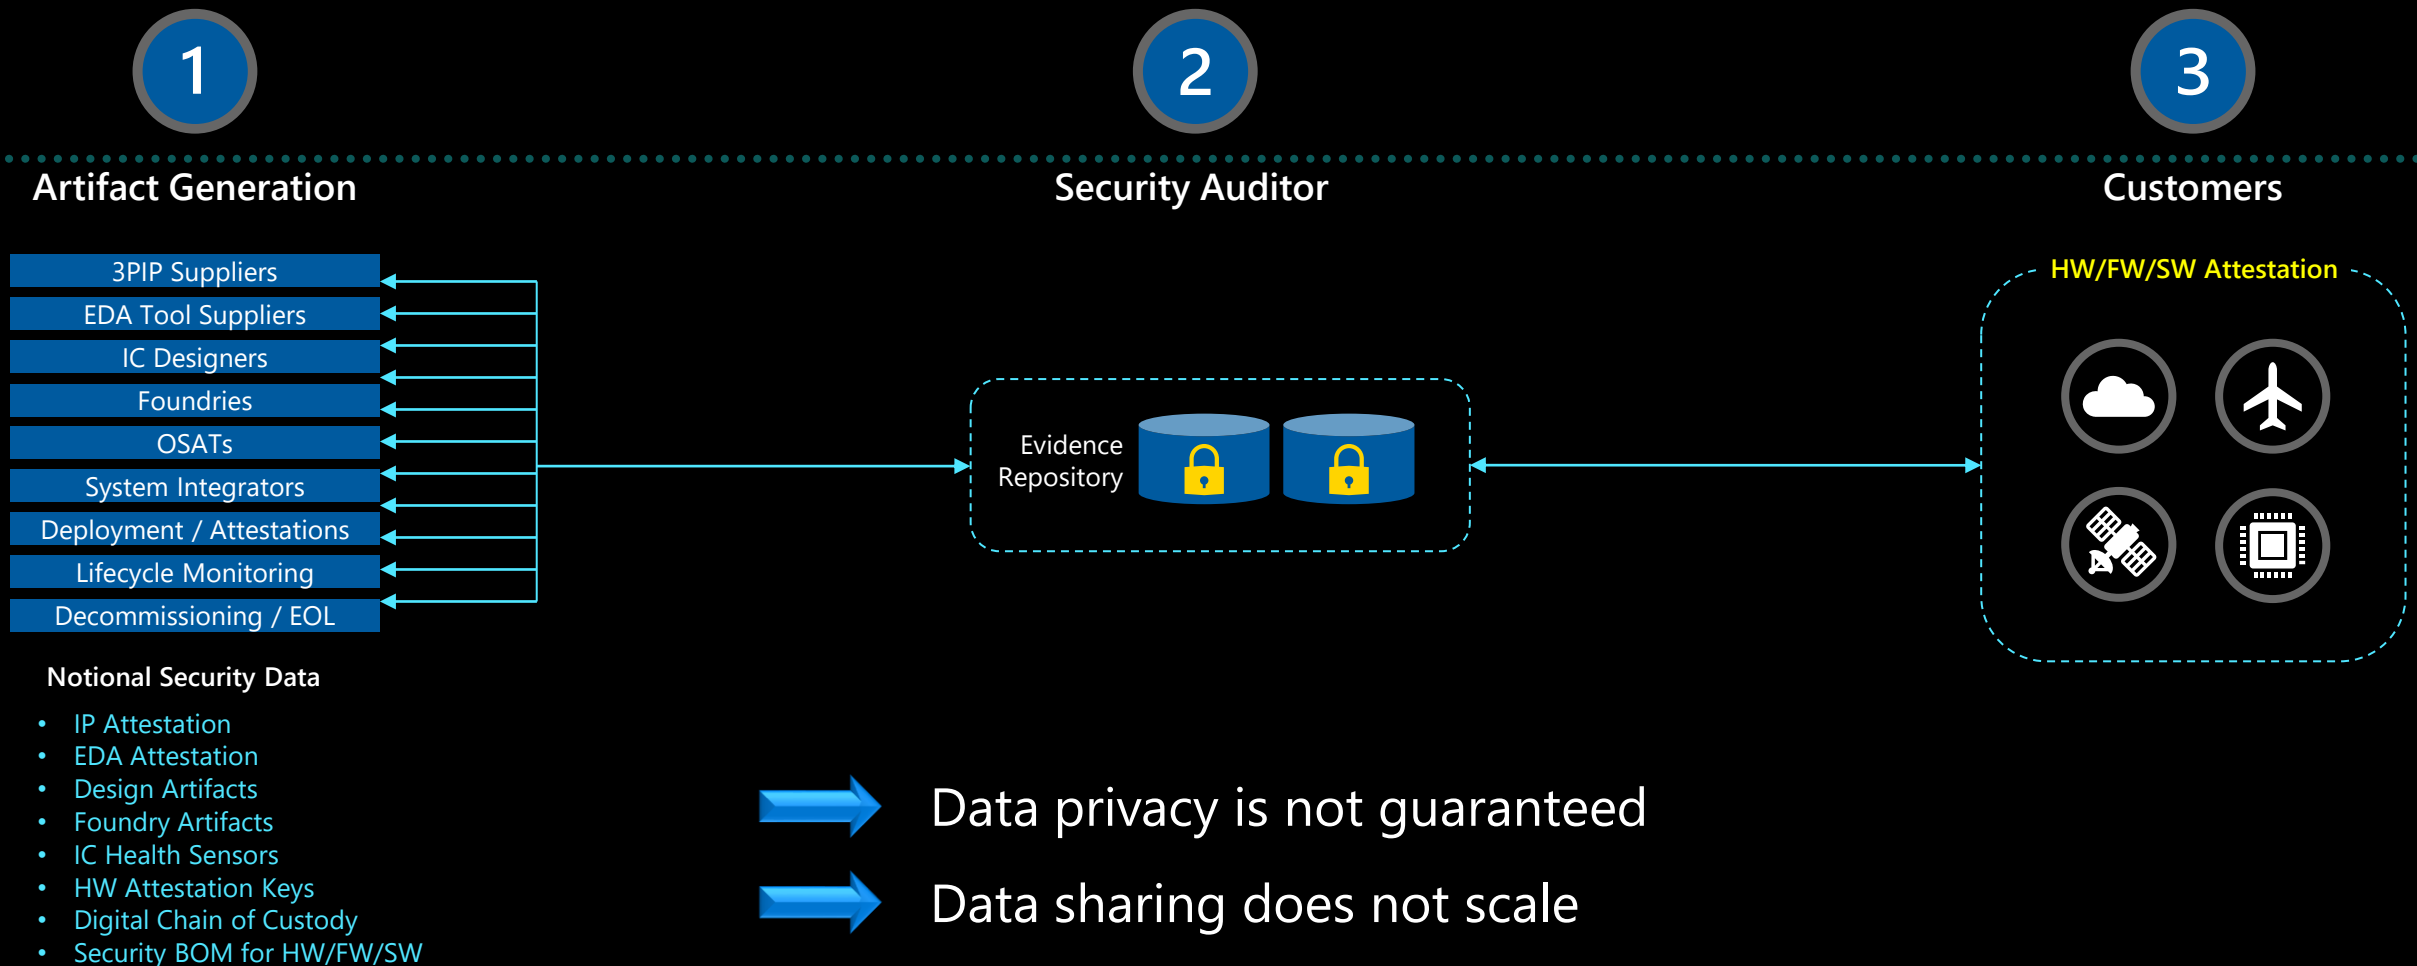 1
2
3
Artifact Generation
Security Auditor
Customers
3PIP Suppliers
EDA Tool Suppliers
IC Designers
Foundries
OSATs
System Integrators
Deployment / Attestations
Lifecycle Monitoring
Decommissioning / EOL
Notional Security Data
• IP Attestation
• EDA Attestation
• Design Artifacts
• Foundry Artifacts
• IC Health Sensors
• HW Attestation Keys
• Digital Chain of Custody
• Security BOM for HW/FW/SW
Evidence
Repository
HW/FW/SW Attestation
Data privacy is not guaranteed
Data sharing does not scale